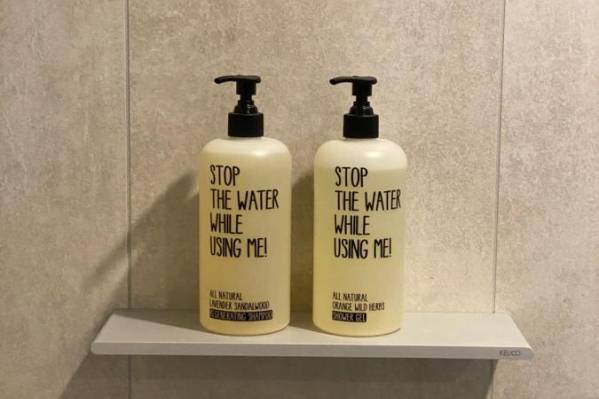 STOP
THE WATER
WHILE
USING ME!
ALL NATURAL
LAVENDER SANDALWOOD
REGENERATING SHAMPOO
STOP
THE WATER
WHILE
USING ME!
ALL NATURAL
ORANGE WILD HERBS
SHOWER GEL
KEUCO